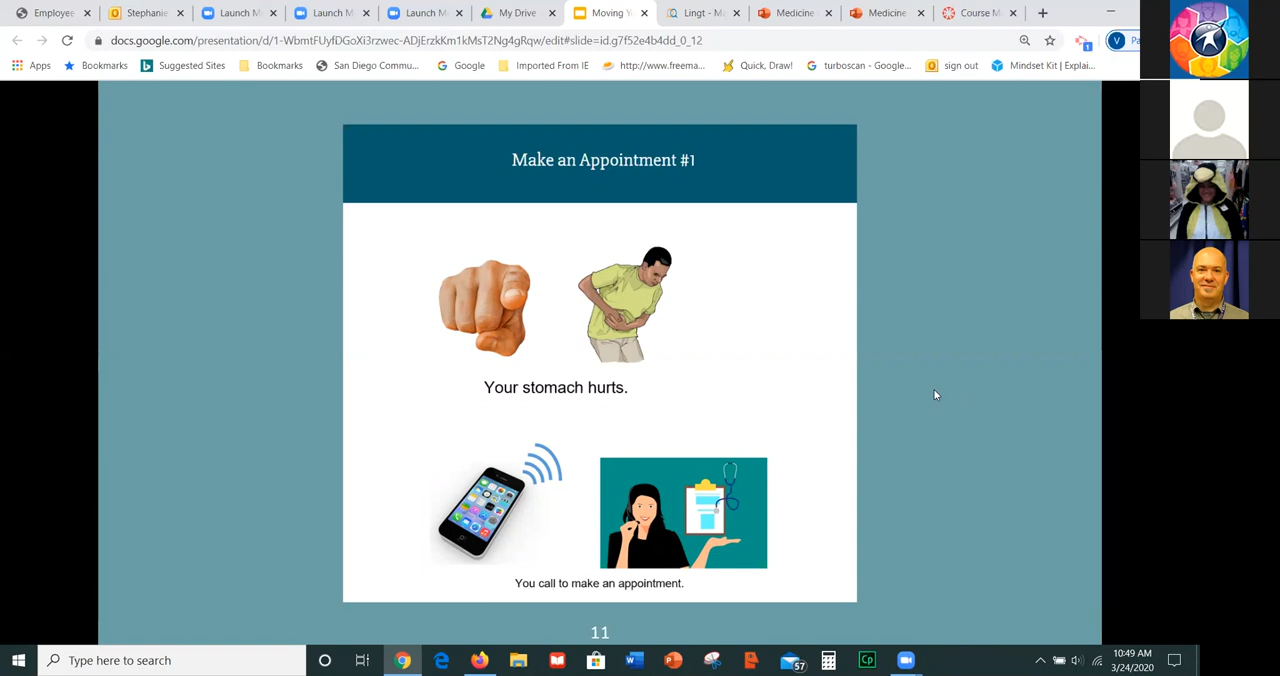 Employee
Stephanie
Launch M
Launch M
Launch M
My Drive
Moving Y
Lingt - M
Medicine
Medicine
Course M
docs.google.com/presentation/d/1-WbmtFUyfDGoXi3rzwec-ADjErzkKm1kMsT2Ng4gRqw/edit#slide=id.g7f52e4b4dd_0_12
V
Pa
Apps
Bookmarks
Suggested Sites
Bookmarks
San Diego Commu...
Google
Imported From IE
http://www.freema...
Quick, Draw!
turboscan - Google...
sign out
Mindset Kit | Explai...
Make an Appointment #1
Your stomach hurts.
You call to make an appointment.
11
Type here to search
57
Cp
10:49 AM
3/24/2020